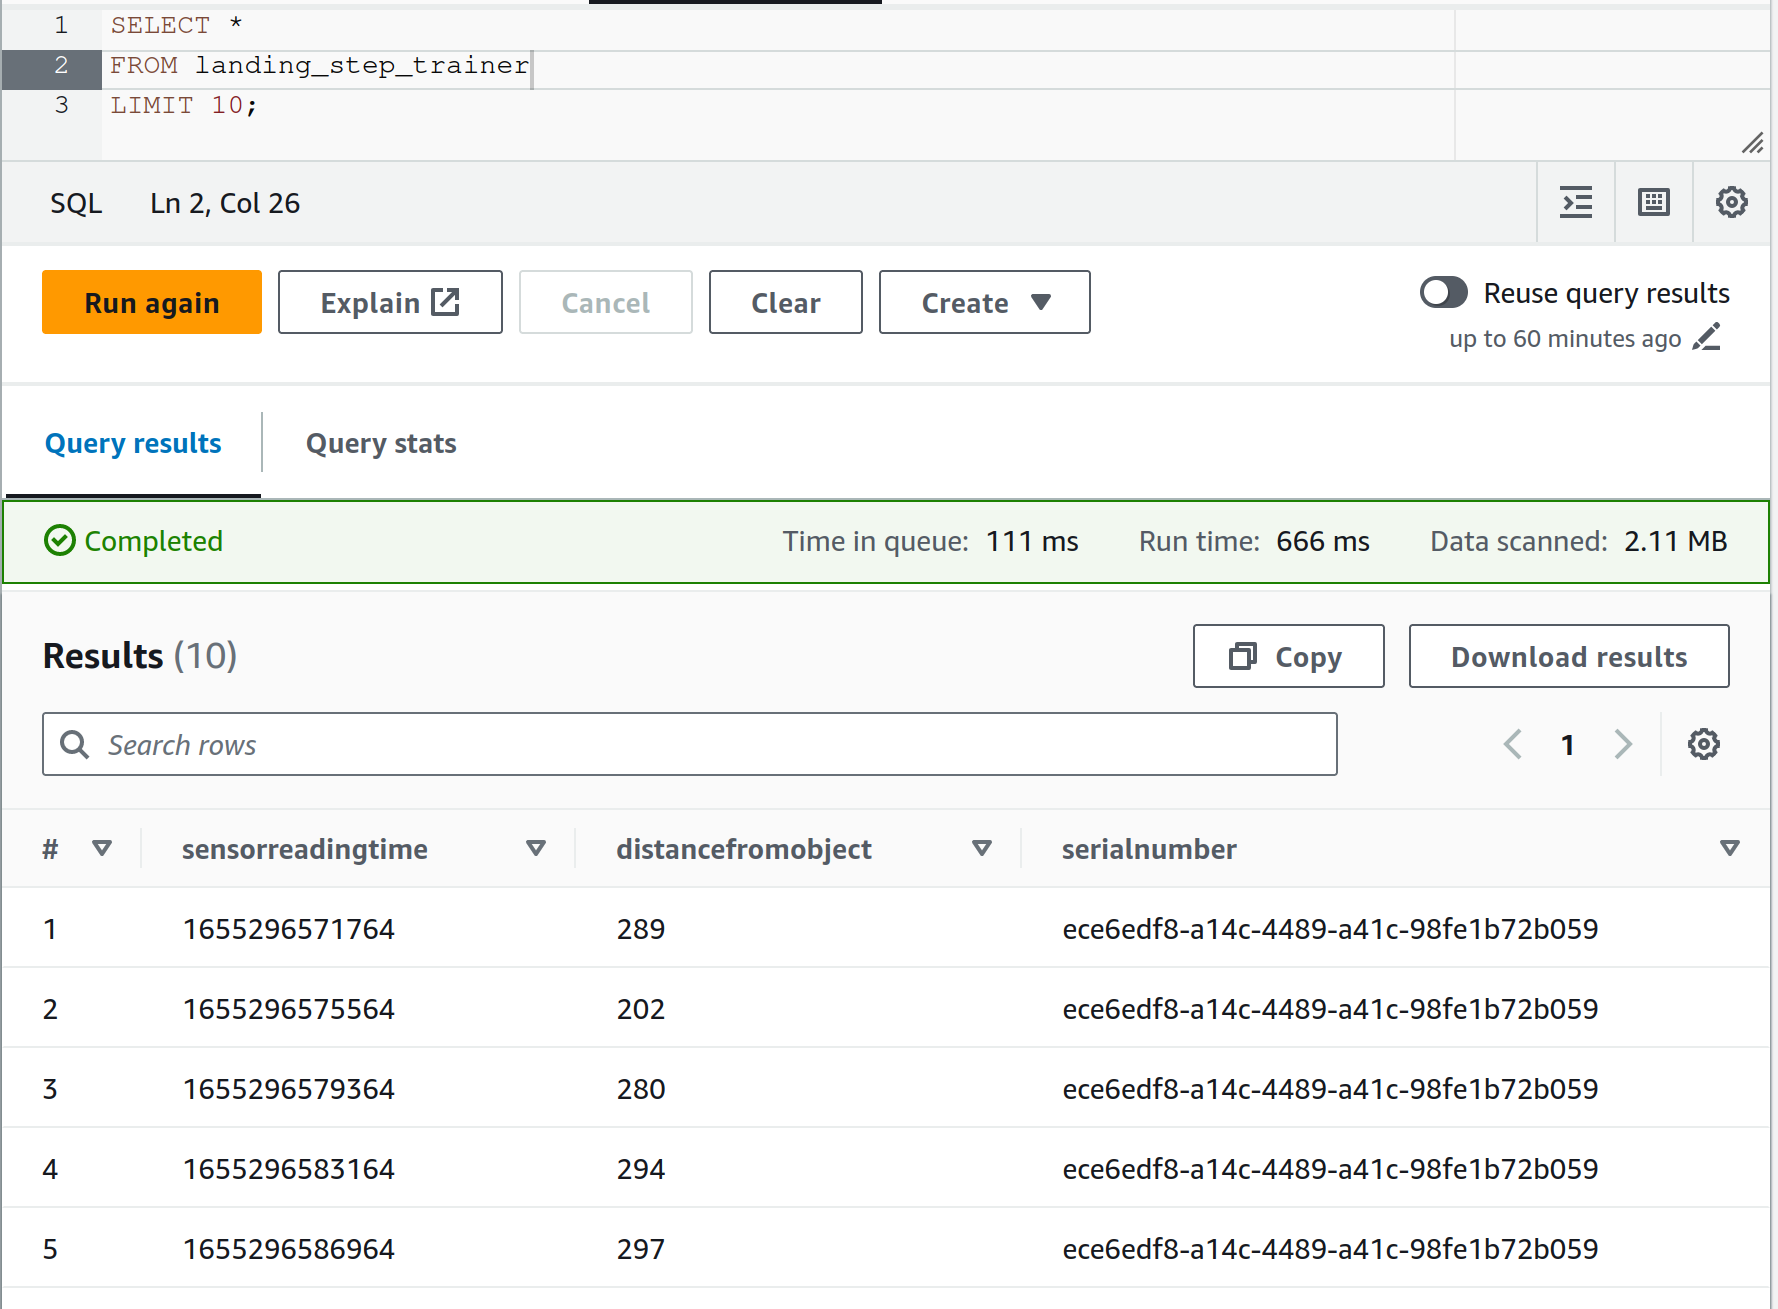 1 SELECT *
2 FROM landing_step_trainer
3 LIMIT 10;
SQL Ln 2, Col 26
Run again Explain Cancel Clear Create Reuse query results
up to 60 minutes ago
Query results Query stats
Completed Time in queue: 111 ms Run time: 666 ms Data scanned: 2.11 MB
Results (10) Copy Download results
Search rows 1
# sensorreadingtime distancefromobject serialnumber
1 1655296571764 289 ece6edf8-a14c-4489-a41c-98fe1b72b059
2 1655296575564 202 ece6edf8-a14c-4489-a41c-98fe1b72b059
3 1655296579364 280 ece6edf8-a14c-4489-a41c-98fe1b72b059
4 1655296583164 294 ece6edf8-a14c-4489-a41c-98fe1b72b059
5 1655296586964 297 ece6edf8-a14c-4489-a41c-98fe1b72b059